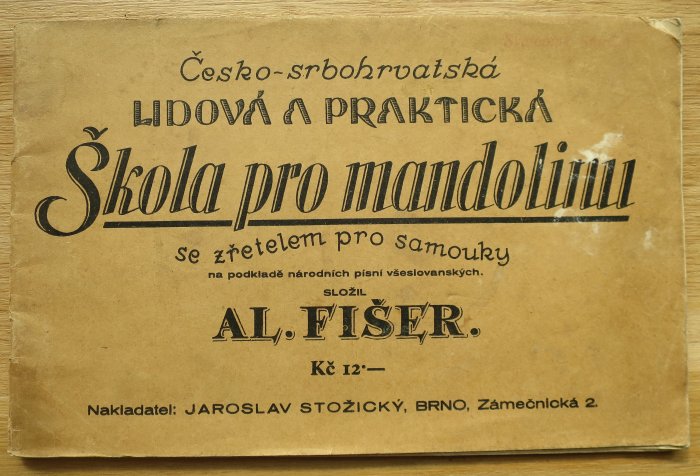 Česko-srbohrvatská
LIDOVÁ A PRAKTICKÁ
Škola pro mandolinu
se zřetelem pro samouky
na podkladě národních písní všeslovanských.
SLOŽIL
AL. FIŠER.
Kč 12·—
Nakladatel: JAROSLAV STOŽICKÝ, BRNO, Zámečnická 2.